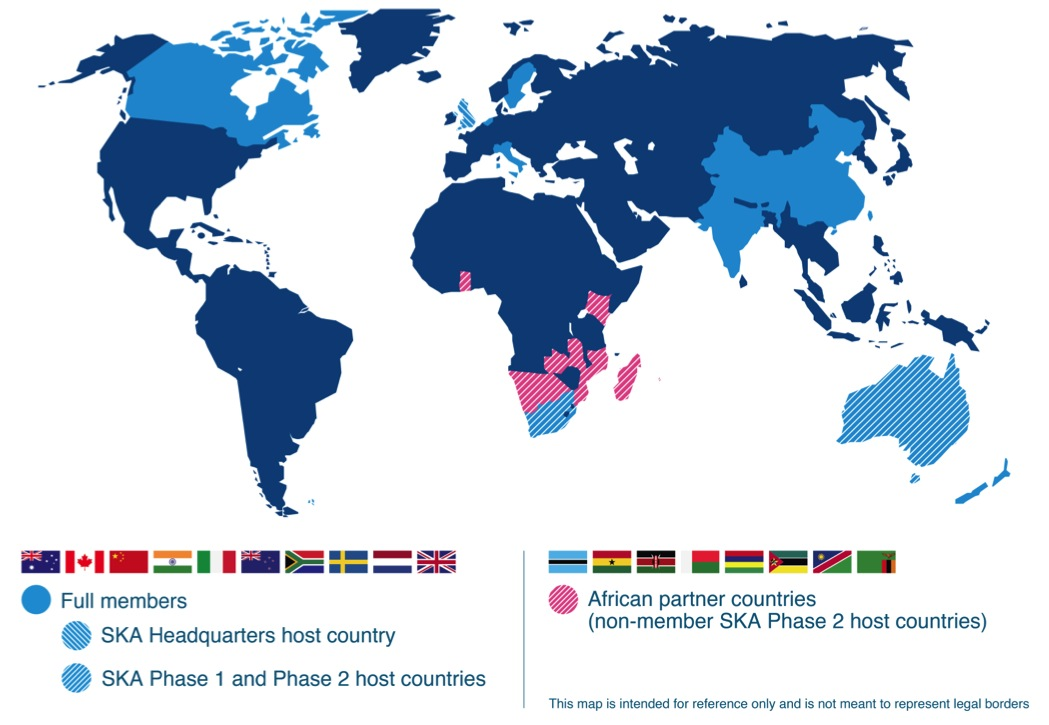 Full members
SKA Headquarters host country
SKA Phase 1 and Phase 2 host countries
African partner countries
(non-member SKA Phase 2 host countries)
This map is intended for reference only and is not meant to represent legal borders